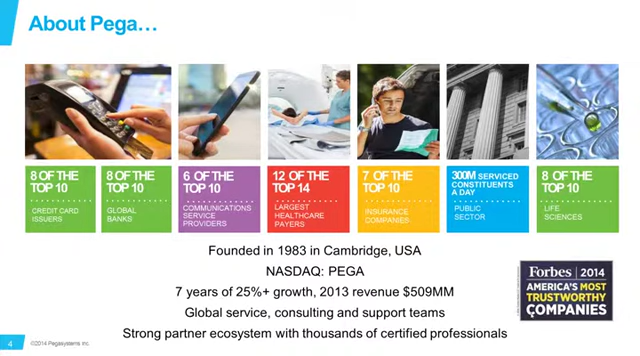 About Pega…
8 OF THE
TOP 10
CREDIT CARD
ISSUERS
8 OF THE
TOP 10
GLOBAL
BANKS
6 OF THE
TOP 10
COMMUNICATIONS
SERVICE
PROVIDERS
12 OF THE
TOP 14
LARGEST
HEALTHCARE
PAYERS
7 OF THE
TOP 10
INSURANCE
COMPANIES
300M SERVICED
CONSTITUENTS
A DAY
PUBLIC
SECTOR
8 OF THE
TOP 10
LIFE
SCIENCES
Founded in 1983 in Cambridge, USA
NASDAQ: PEGA
7 years of 25%+ growth, 2013 revenue $509MM
Global service, consulting and support teams
Strong partner ecosystem with thousands of certified professionals
Forbes 2014
AMERICA'S MOST
TRUSTWORTHY
COMPANIES
4 ©2014 Pegasystems Inc.